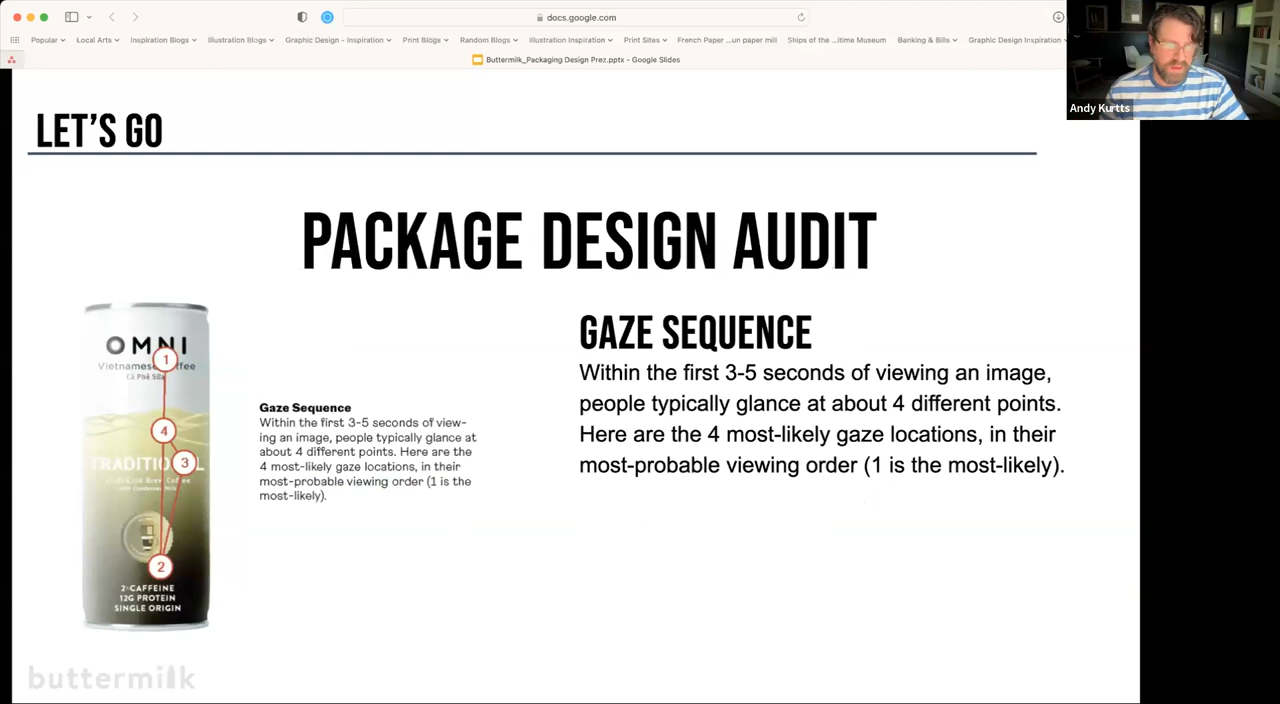 docs.google.com
Popular
Local Arts
Inspiration Blogs
Illustration Blogs
Graphic Design - Inspiration
Print Blogs
Random Blogs
Illustration Inspiration
Print Sites
French Paper ...un paper mill
Ships of the ...itime Museum
Banking & Bills
Graphic Design Inspiration
Buttermilk_Packaging Design Prez.pptx - Google Slides
Andy Kurtts
LET'S GO
PACKAGE DESIGN AUDIT
OMNI
Cà Phê Sữa
1
4
3
2
2-CAFFEINE
12G PROTEIN
SINGLE ORIGIN
Gaze Sequence
Within the first 3-5 seconds of view-
ing an image, people typically glance at
about 4 different points. Here are the
4 most-likely gaze locations, in their
most-probable viewing order (1 is the
most-likely).
GAZE SEQUENCE
Within the first 3-5 seconds of viewing an image,
people typically glance at about 4 different points.
Here are the 4 most-likely gaze locations, in their
most-probable viewing order (1 is the most-likely).
buttermilk